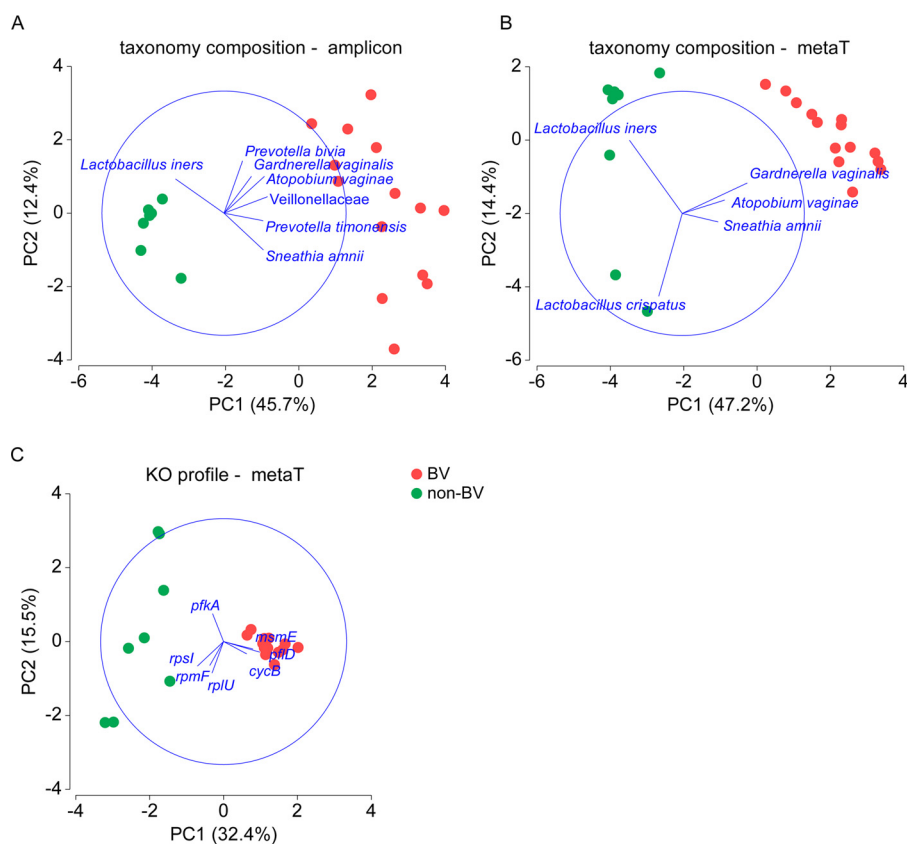 A
taxonomy composition - amplicon
4
2
0
-2
-4
PC2 (12.4%)
Lactobacillus iners
Prevotella bivia
Gardnerella vaginalis
Atopobium vaginae
Veillonellaceae
Prevotella timonensis
Sneathia amnii
-6
-4
-2
0
2
4
PC1 (45.7%)
B
taxonomy composition - metaT
2
0
-2
-4
-6
PC2 (14.4%)
Lactobacillus iners
Gardnerella vaginalis
Atopobium vaginae
Sneathia amnii
Lactobacillus crispatus
-6
-4
-2
0
2
4
PC1 (47.2%)
C
KO profile - metaT
BV
non-BV
4
2
0
-2
-4
PC2 (15.5%)
pfkA
msmE
pflD
cycB
rpsI
rpmF
rplU
-4
-2
0
2
4
PC1 (32.4%)